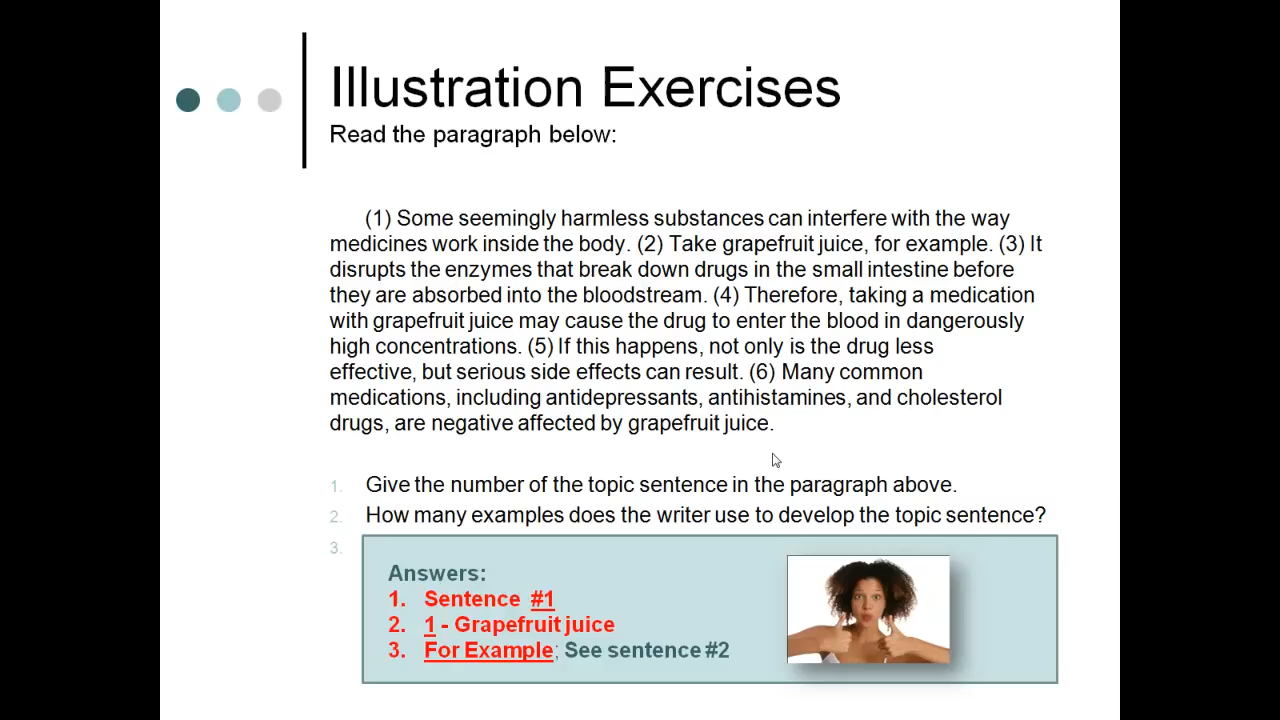 Illustration Exercises
Read the paragraph below:
(1) Some seemingly harmless substances can interfere with the way
medicines work inside the body. (2) Take grapefruit juice, for example. (3) It
disrupts the enzymes that break down drugs in the small intestine before
they are absorbed into the bloodstream. (4) Therefore, taking a medication
with grapefruit juice may cause the drug to enter the blood in dangerously
high concentrations. (5) If this happens, not only is the drug less
effective, but serious side effects can result. (6) Many common
medications, including antidepressants, antihistamines, and cholesterol
drugs, are negative affected by grapefruit juice.
1. Give the number of the topic sentence in the paragraph above.
2. How many examples does the writer use to develop the topic sentence?
3.
Answers:
1. Sentence #1
2. 1 - Grapefruit juice
3. For Example; See sentence #2